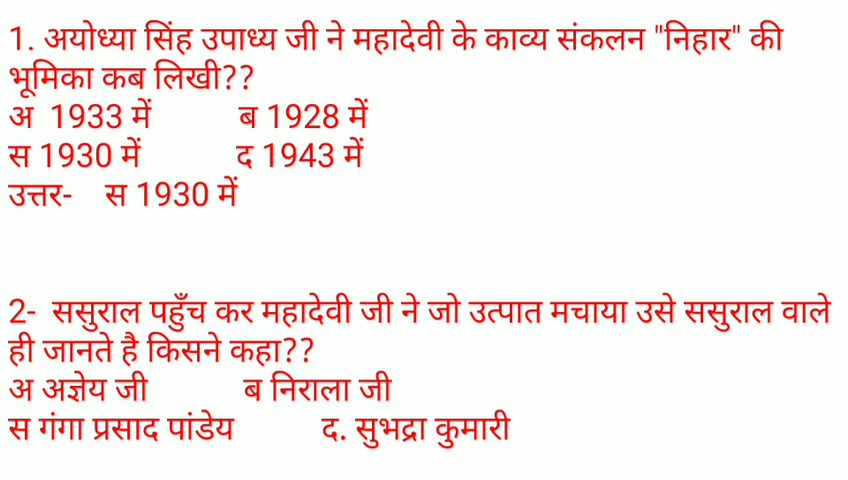 1. अयोध्या सिंह उपाध्य जी ने महादेवी के काव्य संकलन "निहार" की
भूमिका कब लिखी??
अ 1933 में ब 1928 में
स 1930 में द 1943 में
उत्तर- स 1930 में
2- ससुराल पहुँच कर महादेवी जी ने जो उत्पात मचाया उसे ससुराल वाले
ही जानते है किसने कहा??
अ अज्ञेय जी ब निराला जी
स गंगा प्रसाद पांडेय द. सुभद्रा कुमारी